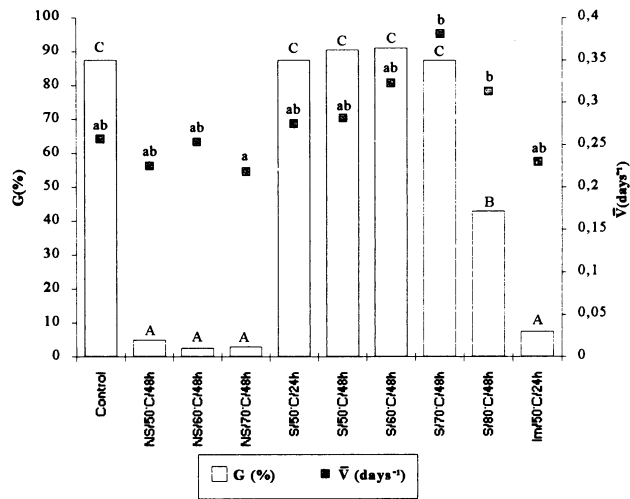 G(%)
100
90
80
70
60
50
40
30
20
10
0
0,4
0,35
0,3
0,25
0,2
0,15
0,1
0,05
0
V̄(days⁻¹)
C C C C C B A A A A
ab ab ab a ab ab ab b b ab
Control
NS/50°C/48h
NS/60°C/48h
NS/70°C/48h
S/50°C/24h
S/50°C/48h
S/60°C/48h
S/70°C/48h
S/80°C/48h
Im/50°C/24h
G (%) V̄ (days⁻¹)